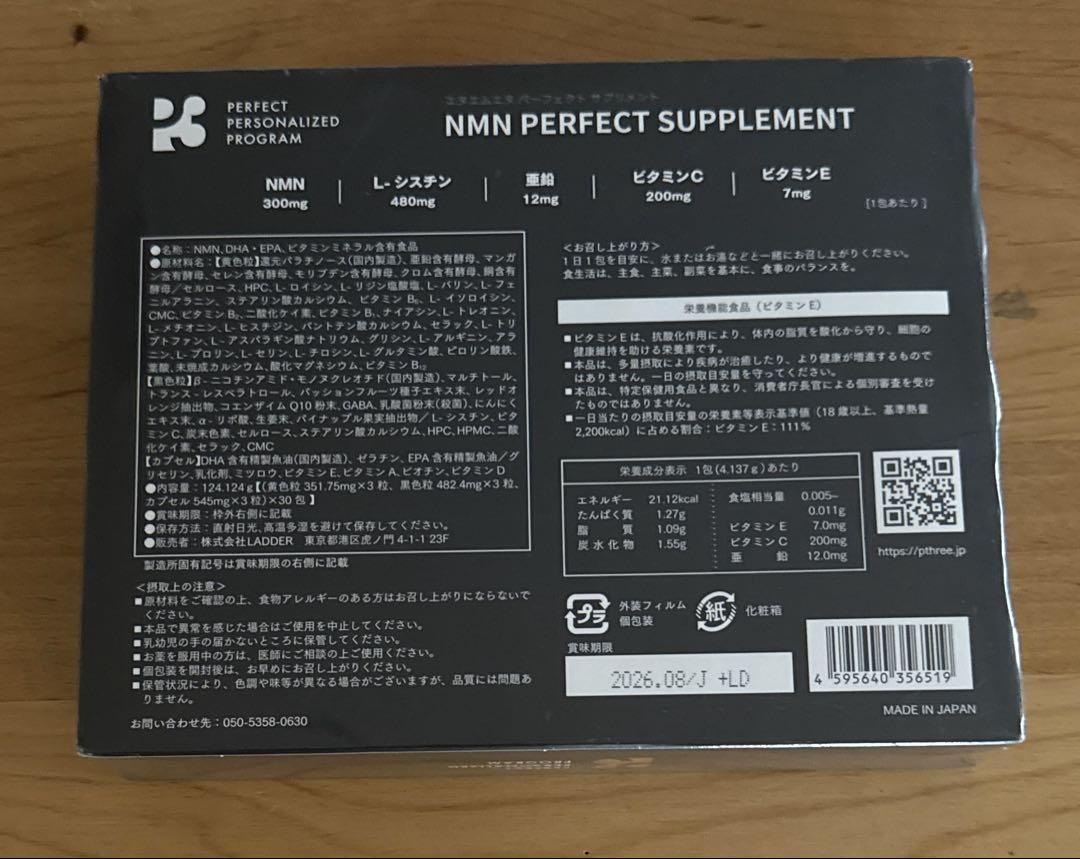 PERFECT
PERSONALIZED
PROGRAM
エヌエムエヌ パーフェクト サプリメント
NMN PERFECT SUPPLEMENT
NMN
300mg
L-シスチン
480mg
亜鉛
12mg
ビタミンC
200mg
ビタミンE
7mg
[1包あたり]
●名称：NMN、DHA・EPA、ビタミンミネラル含有食品
●原材料名：【黄色粒】還元パラチノース(国内製造)、亜鉛含有酵母、マンガ
ン含有酵母、セレン含有酵母、モリブデン含有酵母、クロム含有酵母、銅含有
酵母／セルロース、HPC、L-ロイシン、L-リジン塩酸塩、L-バリン、L-フェ
ニルアラニン、ステアリン酸カルシウム、ビタミンB₆、L-イソロイシン、
CMC、ビタミンB₂、二酸化ケイ素、ビタミンB₁、ナイアシン、L-トレオニン、
L-メチオニン、L-ヒスチジン、パントテン酸カルシウム、セラック、L-トリ
プトファン、L-アスパラギン酸ナトリウム、グリシン、L-アルギニン、アラ
ニン、L-プロリン、L-セリン、L-チロシン、L-グルタミン酸、ピロリン酸鉄、
葉酸、未焼成カルシウム、酸化マグネシウム、ビタミンB₁₂
【黒色粒】β-ニコチンアミド・モノヌクレオチド(国内製造)、マルチトール、
トランス-レスベラトロール、パッションフルーツ種子エキス末、レッドオ
レンジ抽出物、コエンザイムQ10粉末、GABA、乳酸菌粉末(殺菌)、にんにく
エキス末、α-リポ酸、生姜末、パイナップル果実抽出物／L-シスチン、ビタ
ミンC、炭末色素、セルロース、ステアリン酸カルシウム、HPC、HPMC、二酸
化ケイ素、セラック、CMC
【カプセル】DHA含有精製魚油(国内製造)、ゼラチン、EPA含有精製魚油／グ
リセリン、乳化剤、ミツロウ、ビタミンE、ビタミンA、ビオチン、ビタミンD
●内容量：124.124g【(黄色粒 351.75mg×3粒、黒色粒 482.4mg×3粒、
カプセル 545mg×3粒)×30包】
●賞味期限：枠外右側に記載
●保存方法：直射日光、高温多湿を避けて保存してください。
●販売者：株式会社LADDER 東京都港区虎ノ門4-1-1 23F
製造所固有記号は賞味期限の右側に記載
＜摂取上の注意＞
■原材料をご確認の上、食物アレルギーのある方はお召し上がりにならないで
ください。
■本品で異常を感じた場合はご使用を中止してください。
■乳幼児の手の届かないところに保管してください。
■お薬を服用中の方は、医師にご相談の上ご使用ください。
■個包装を開封後は、お早めにお召し上がりください。
■保管状況により、色調や味等が異なる場合がございますが、品質には問題あ
りません。
お問い合わせ先：050-5358-0630
＜お召し上がり方＞
1日1包を目安に、水またはお湯などと一緒にお召し上がりください。
食生活は、主食、主菜、副菜を基本に、食事のバランスを。
栄養機能食品（ビタミンE）
■ビタミンEは、抗酸化作用により、体内の脂質を酸化から守り、細胞の
健康維持を助ける栄養素です。
■本品は、多量摂取により疾病が治癒したり、より健康が増進するもので
はありません。一日の摂取目安量を守ってください。
■本品は、特定保健用食品と異なり、消費者庁長官による個別審査を受け
たものではありません。
■一日当たりの摂取目安量の栄養素等表示基準値（18歳以上、基準熱量
2,200kcal）に占める割合：ビタミンE：111%
栄養成分表示 1包(4.137g)あたり
エネルギー 21.12kcal
たんぱく質 1.27g
脂質 1.09g
炭水化物 1.55g
食塩相当量 0.005~
0.011g
ビタミンE 7.0mg
ビタミンC 200mg
亜鉛 12.0mg
https://pthree.jp
プラ
外装フィルム
個包装
紙
化粧箱
賞味期限
2026.08/J +LD
4 595640 356519
MADE IN JAPAN